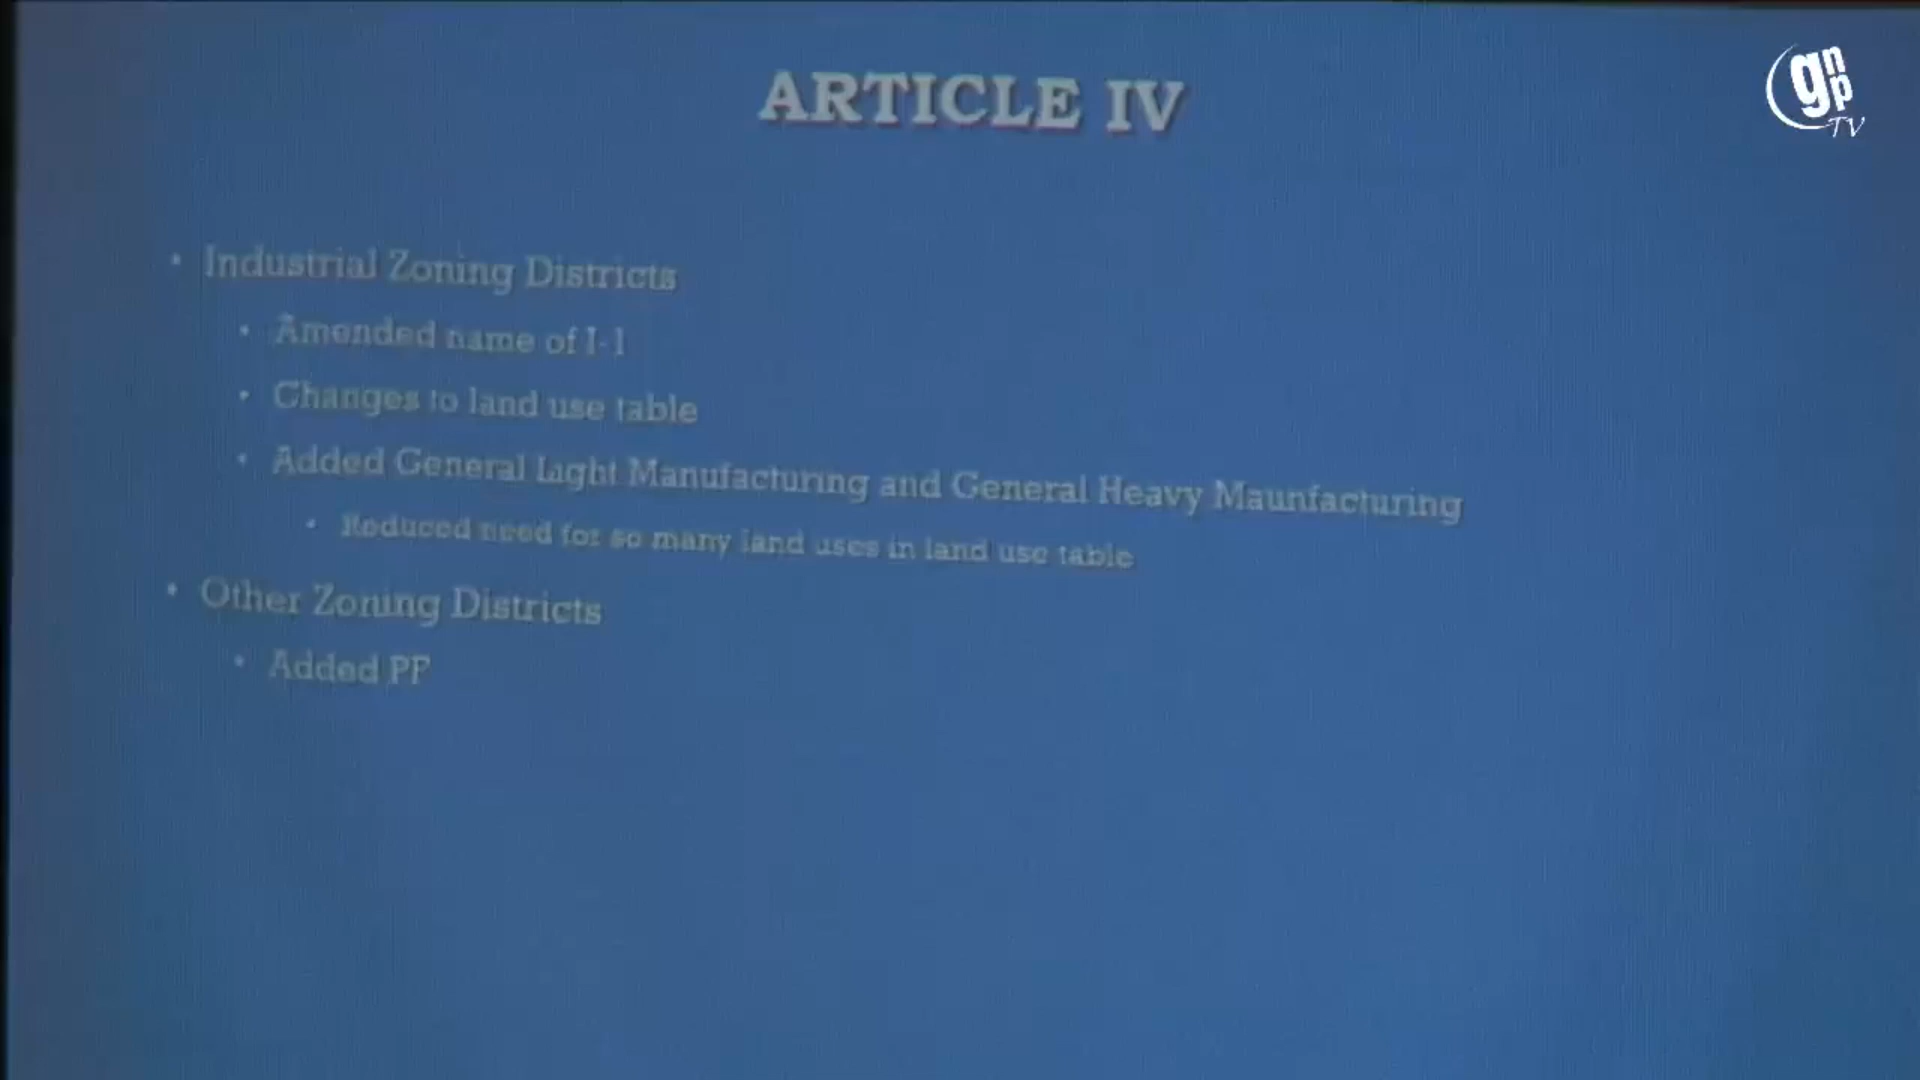 ARTICLE IV
gnp TV
• Industrial Zoning Districts
• Amended name of I-1
• Changes to land use table
• Added General Light Manufacturing and General Heavy Maunfacturing
• Reduced need for so many land uses in land use table
• Other Zoning Districts
• Added PF